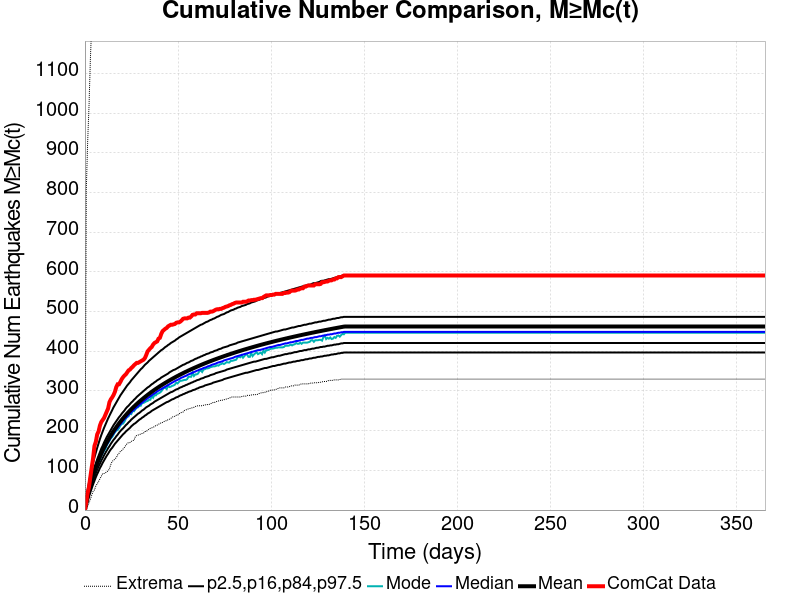 Cumulative Number Comparison, M≥Mc(t)
Cumulative Num Earthquakes M≥Mc(t)
1100
1000
900
800
700
600
500
400
300
200
100
0
0 50 100 150 200 250 300 350
Time (days)
Extrema p2.5,p16,p84,p97.5 Mode Median Mean ComCat Data